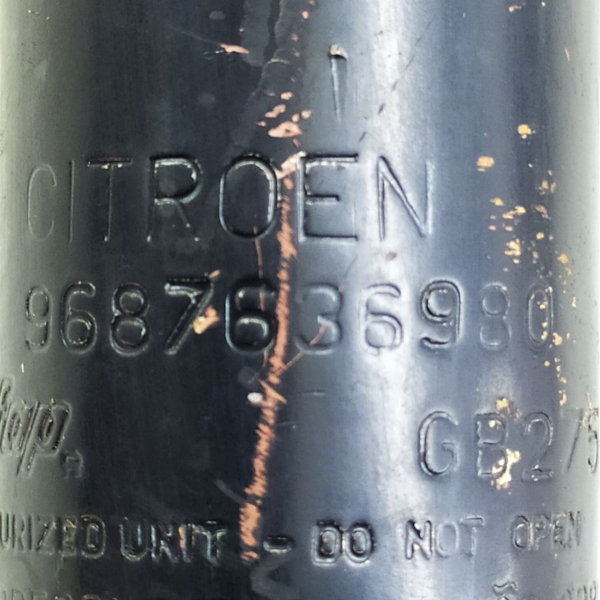 CITROEN
9687636980
GB275
URIZED UNIT - DO NOT OPEN